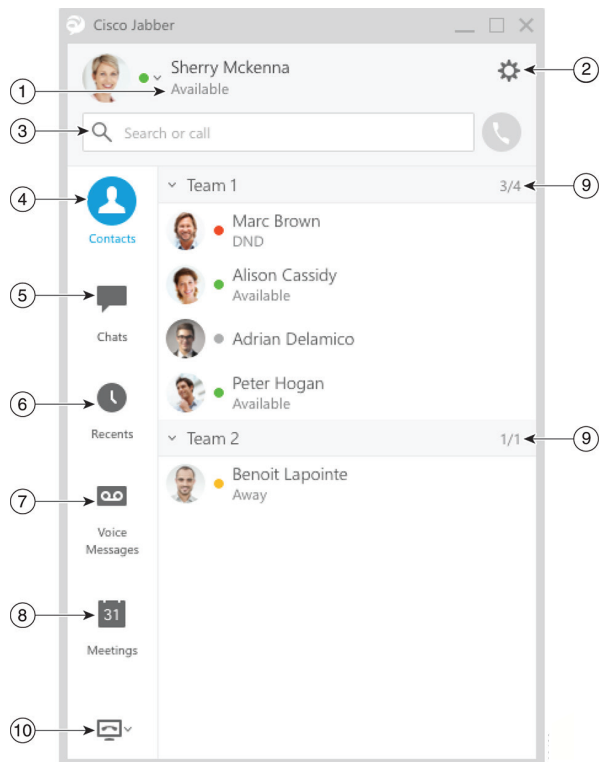 Cisco Jabber
Sherry Mckenna
Available
1
2
3
Search or call
4
Contacts
Team 1
3/4
9
Marc Brown
DND
Alison Cassidy
Available
5
Chats
Adrian Delamico
Peter Hogan
Available
6
Recents
Team 2
1/1
9
Benoit Lapointe
Away
7
Voice
Messages
8
31
Meetings
10